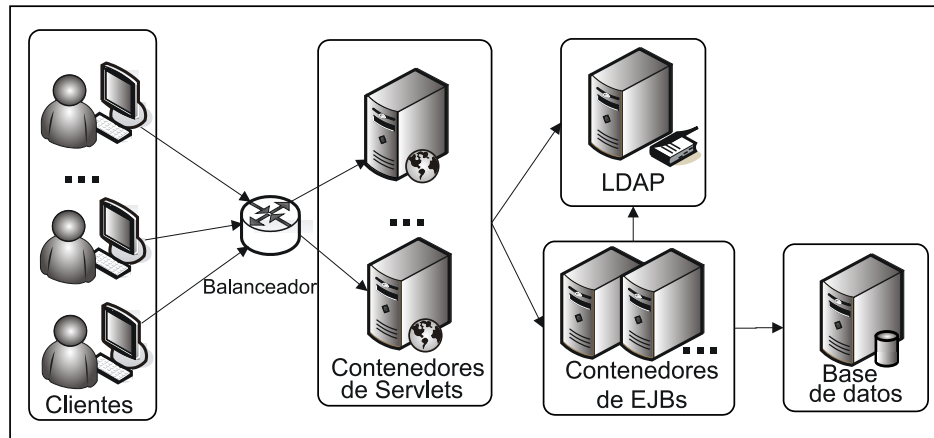 Clientes
Balanceador
Contenedores
de Servlets
LDAP
Contenedores
de EJBs
Base
de datos